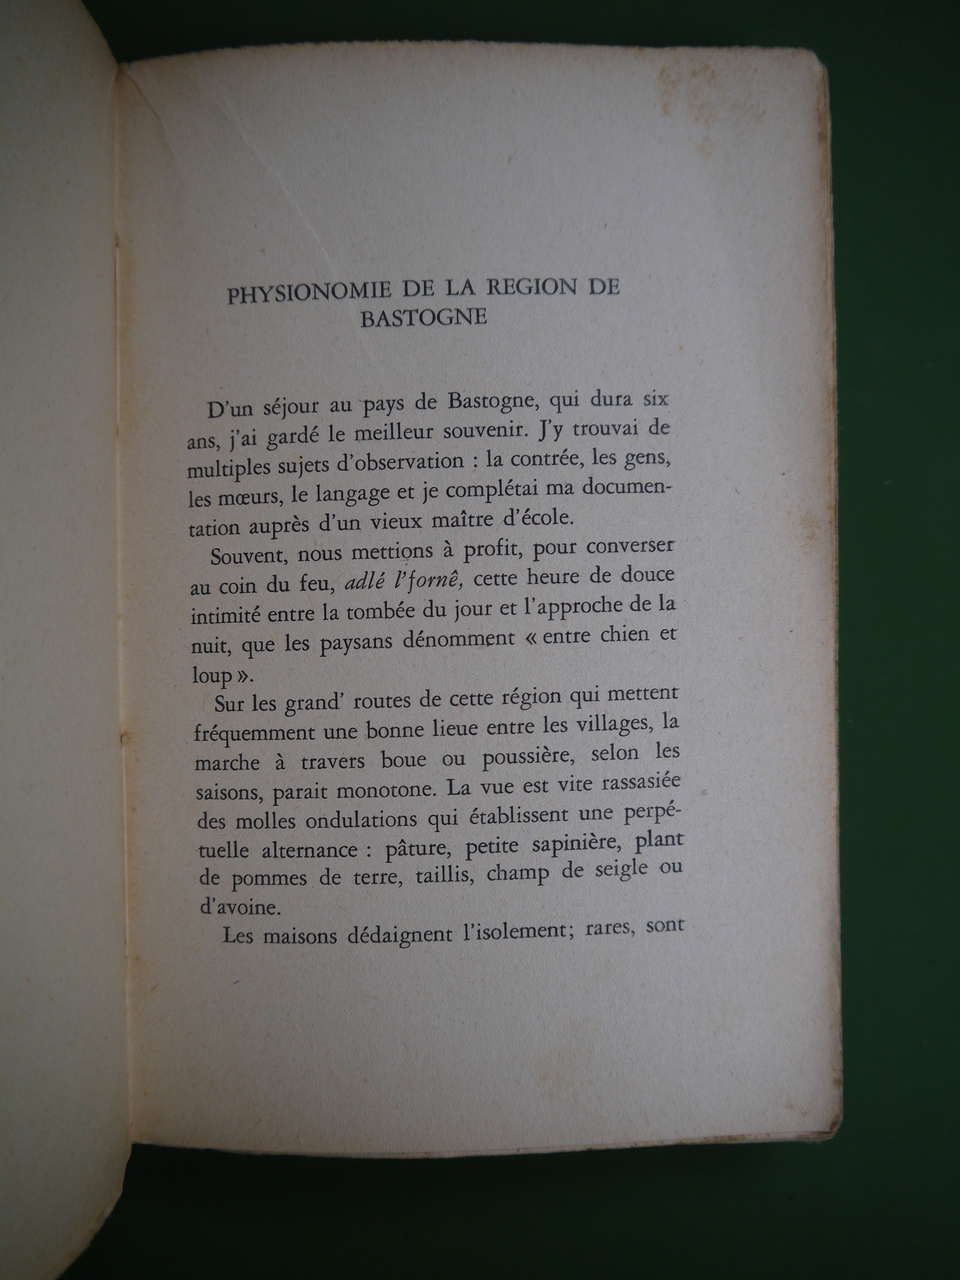 PHYSIONOMIE DE LA REGION DE
BASTOGNE
D'un séjour au pays de Bastogne, qui dura six
ans, j'ai gardé le meilleur souvenir. J'y trouvai de
multiples sujets d'observation : la contrée, les gens,
les mœurs, le langage et je complétai ma documen-
tation auprès d'un vieux maître d'école.
Souvent, nous mettions à profit, pour converser
au coin du feu, adlé l'fornê, cette heure de douce
intimité entre la tombée du jour et l'approche de la
nuit, que les paysans dénomment « entre chien et
loup ».
Sur les grand' routes de cette région qui mettent
fréquemment une bonne lieue entre les villages, la
marche à travers boue ou poussière, selon les
saisons, parait monotone. La vue est vite rassasiée
des molles ondulations qui établissent une perpé-
tuelle alternance : pâture, petite sapinière, plant
de pommes de terre, taillis, champ de seigle ou
d'avoine.
Les maisons dédaignent l'isolement; rares, sont